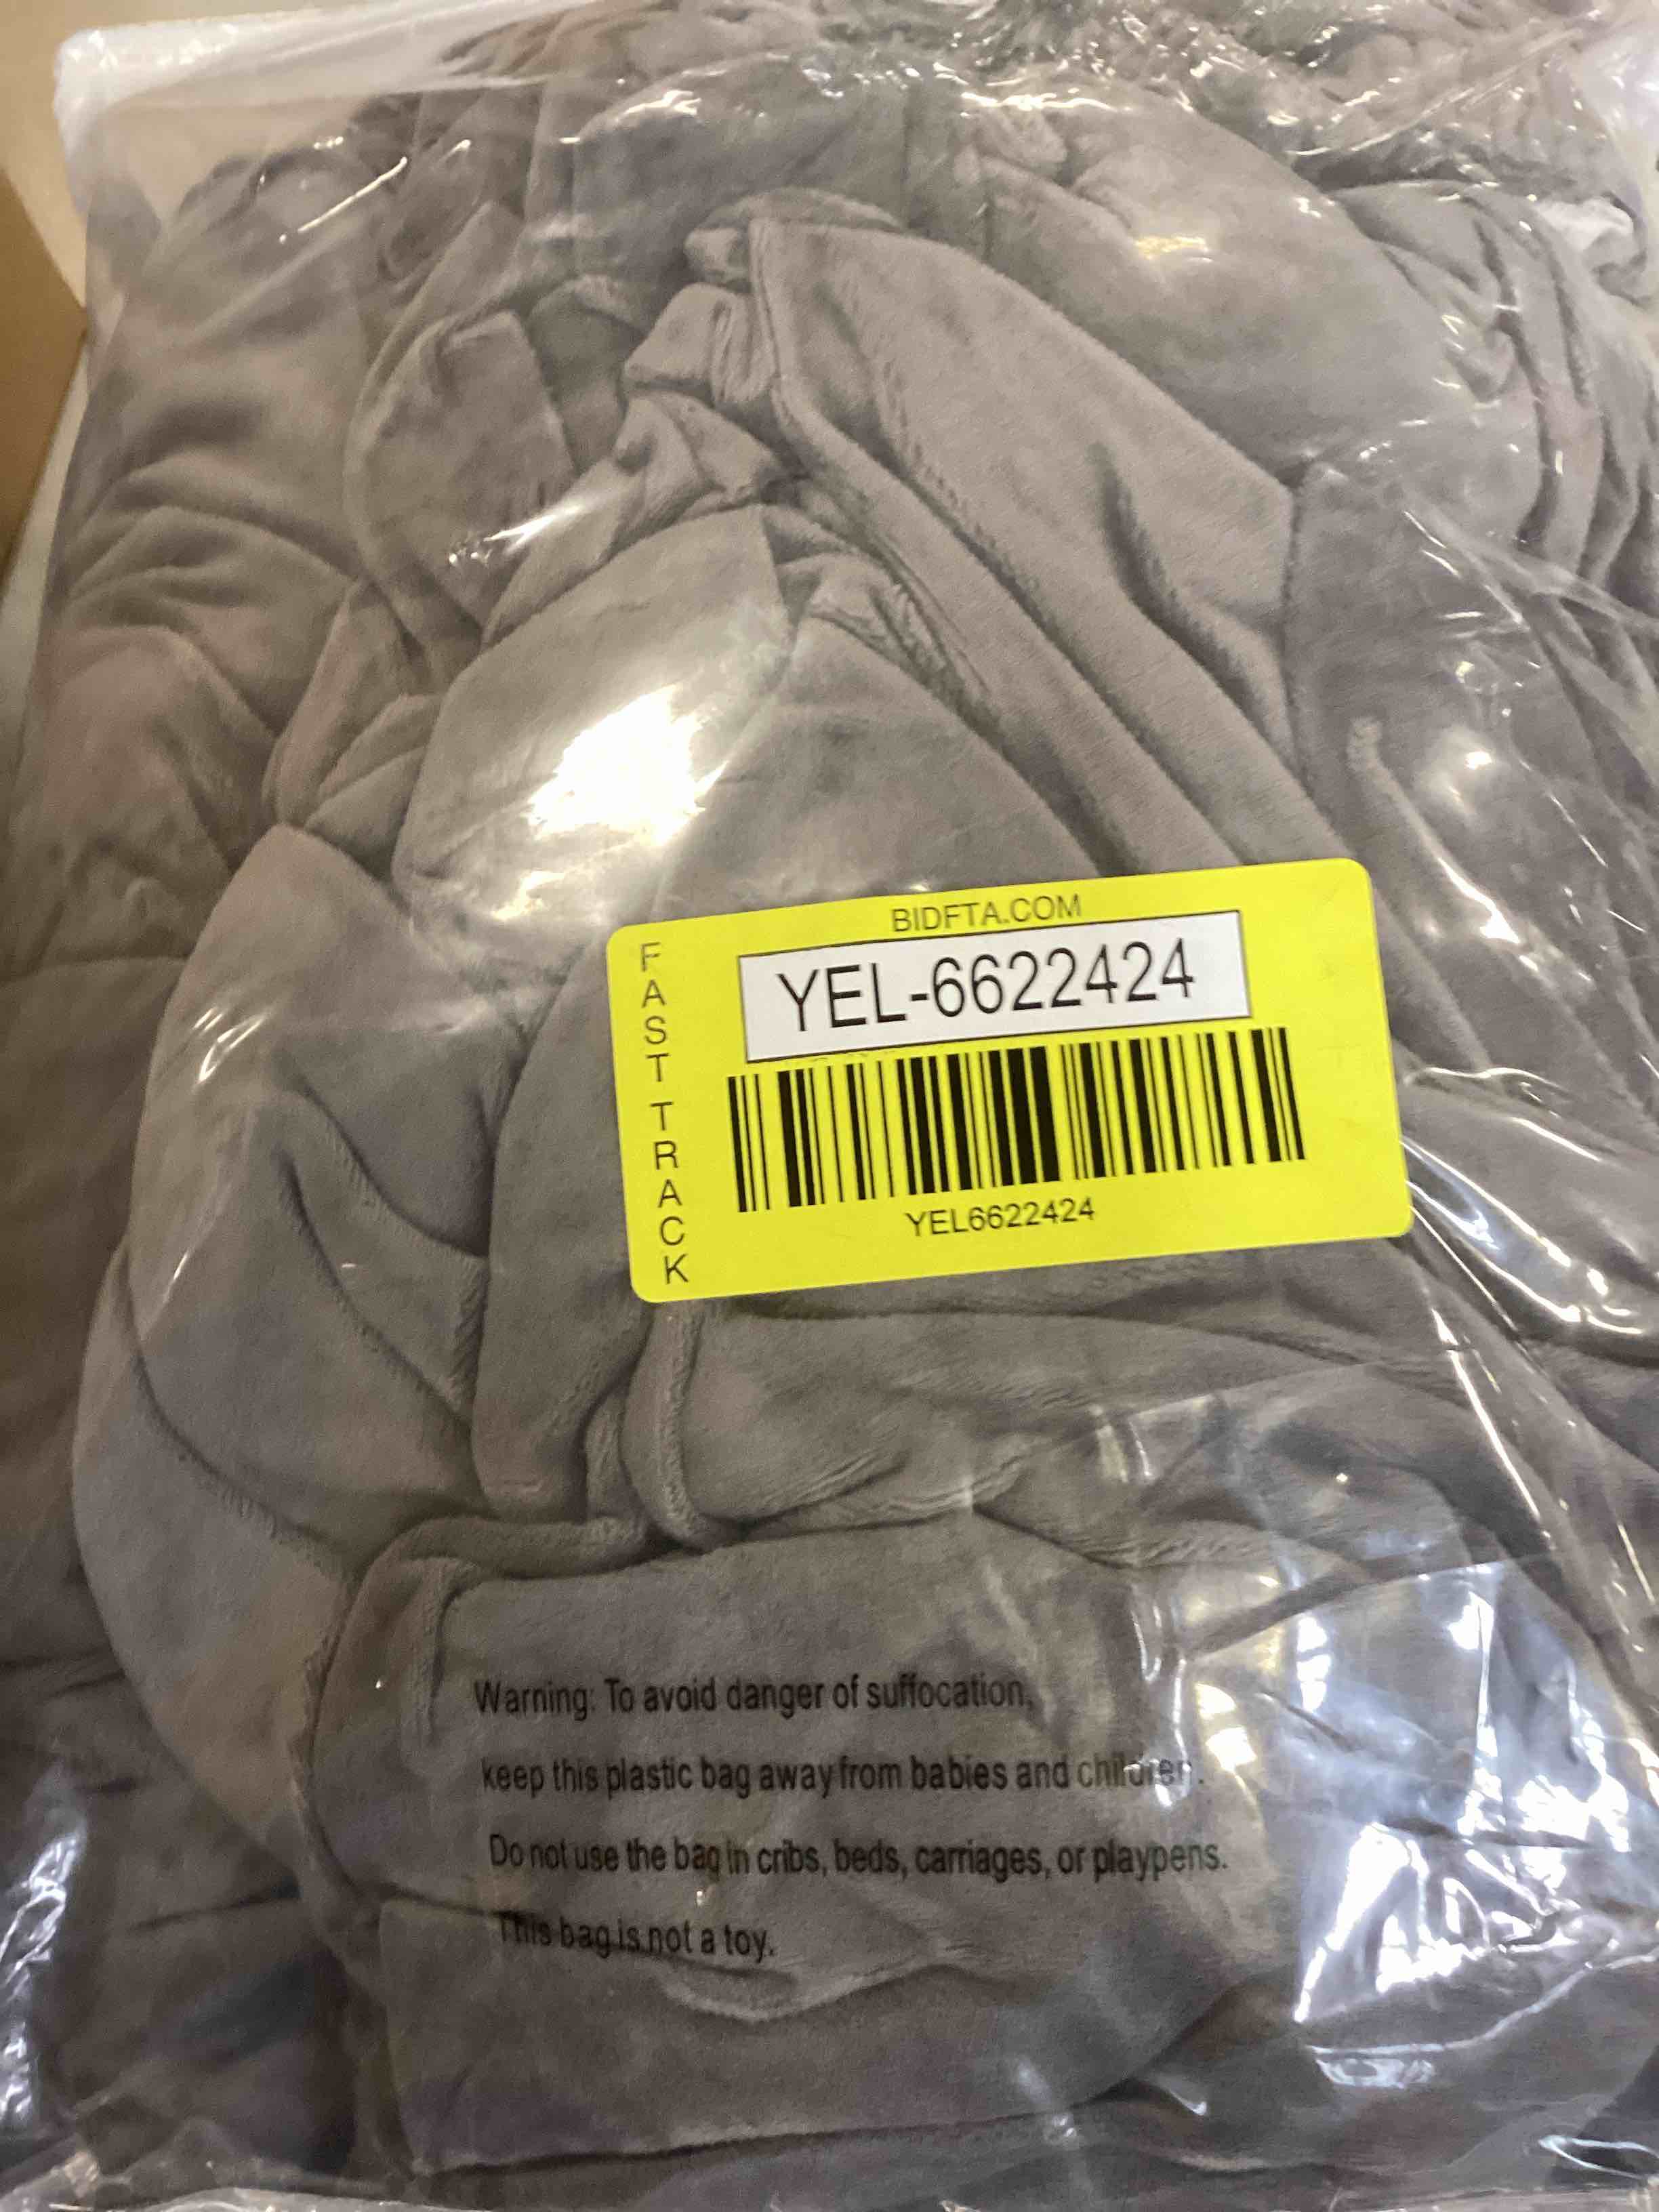 BIDFTA.COM
YEL-6622424
FAST TRACK
YEL6622424
Warning: To avoid danger of suffocation,
keep this plastic bag away from babies and children.
Do not use the bag in cribs, beds, carriages, or playpens.
This bag is not a toy.